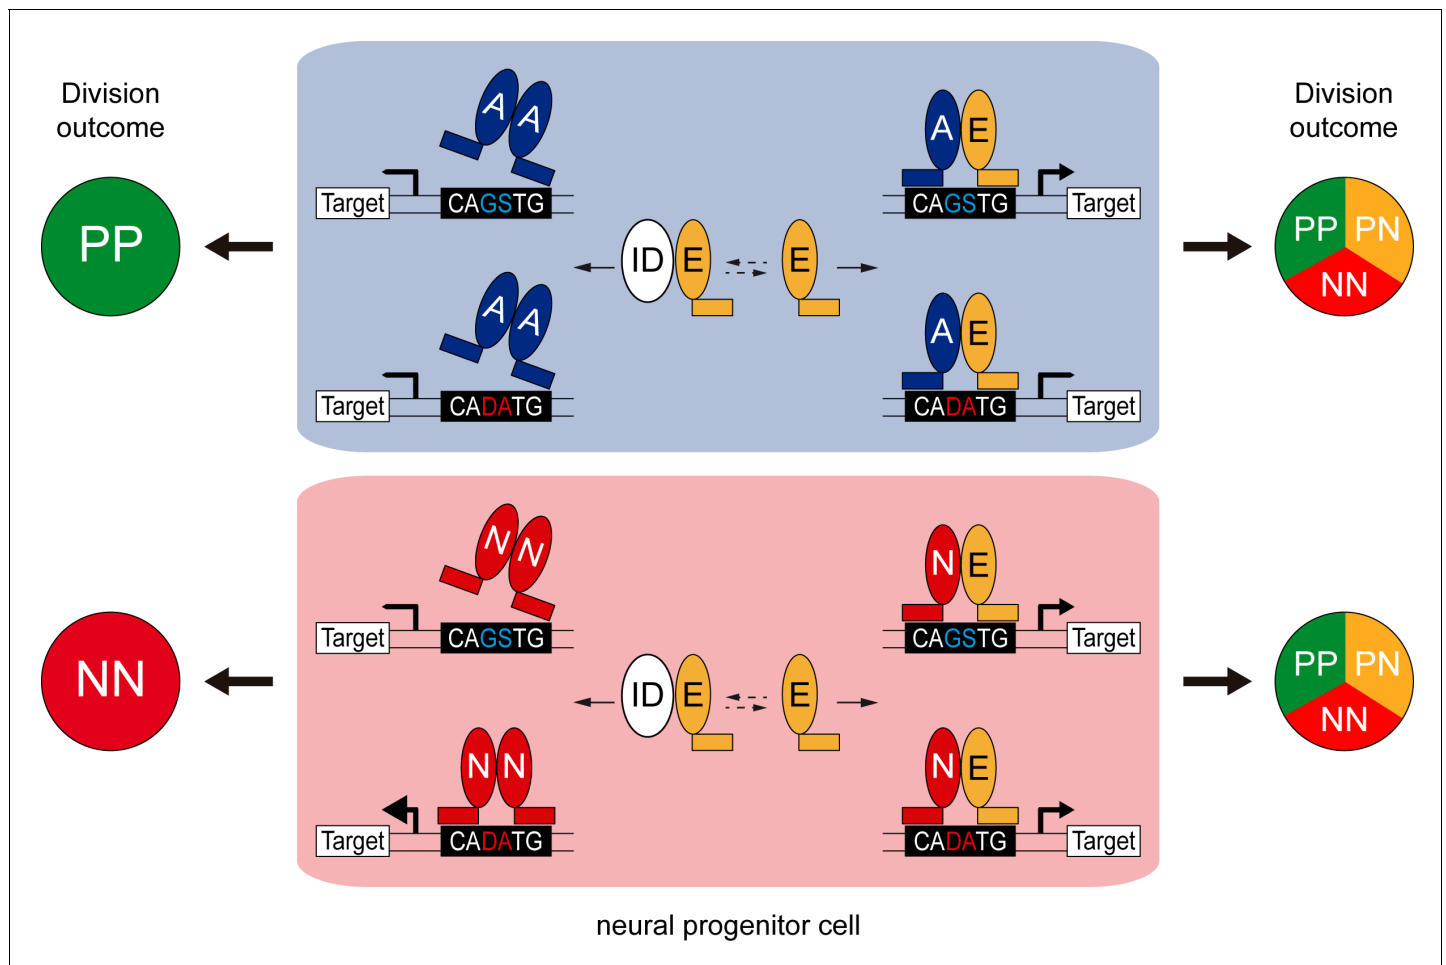 Division
outcome
Division
outcome
A A
A E
Target CAGSTG
CAGSTG Target
PP
ID E E
PP PN
NN
A A
A E
Target CADATG
CADATG Target
N N
N E
Target CAGSTG
CAGSTG Target
NN
ID E E
PP PN
NN
N N
N E
Target CADATG
CADATG Target
neural progenitor cell